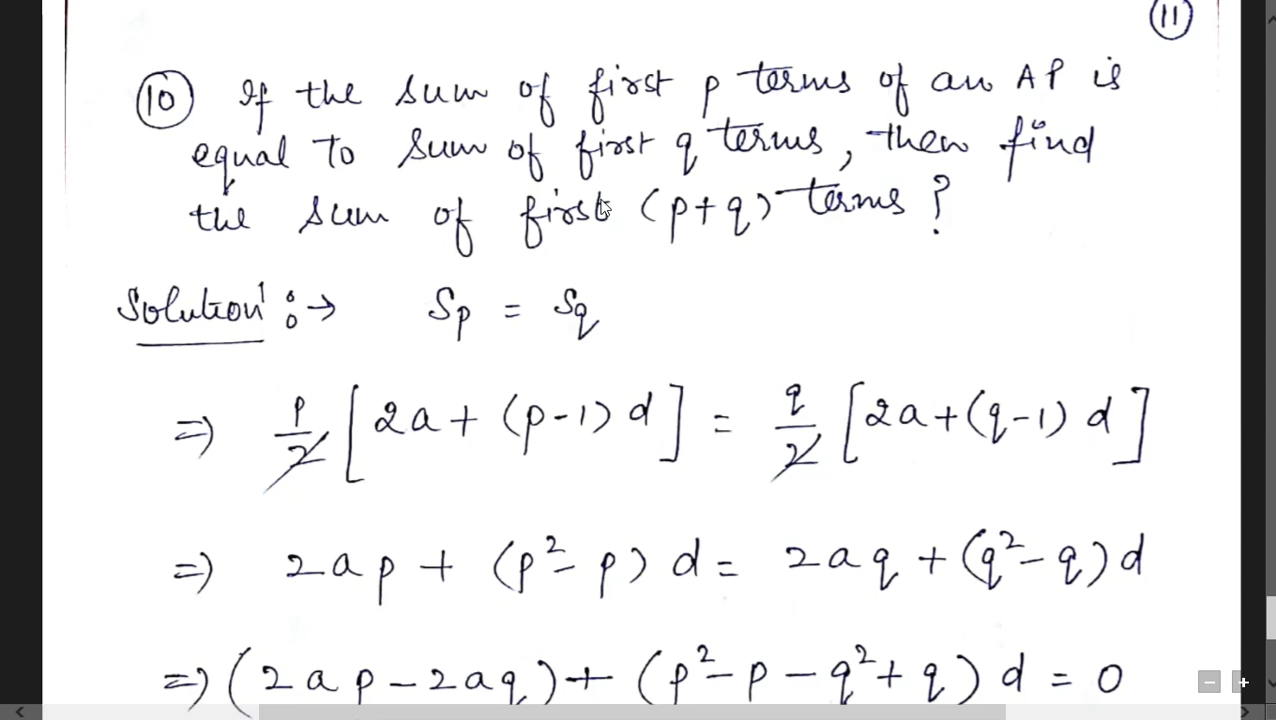 11
10 If the sum of first p terms of an AP is
equal to sum of first q terms, then find
the sum of first (p+q) terms?
Solution :→ Sp = Sq
⇒ p/2 [2a + (p-1) d] = q/2 [2a + (q-1) d]
⇒ 2ap + (p² - p) d = 2aq + (q² - q) d
⇒ (2ap - 2aq) + (p² - p - q² + q) d = 0